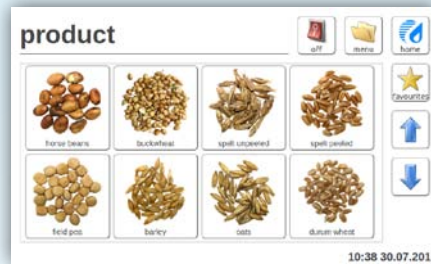 product
off menu home
favourites
horse beans buckwheat spelt unpeeled spelt peeled
field pea barley oats durum wheat
10:38 30.07.201